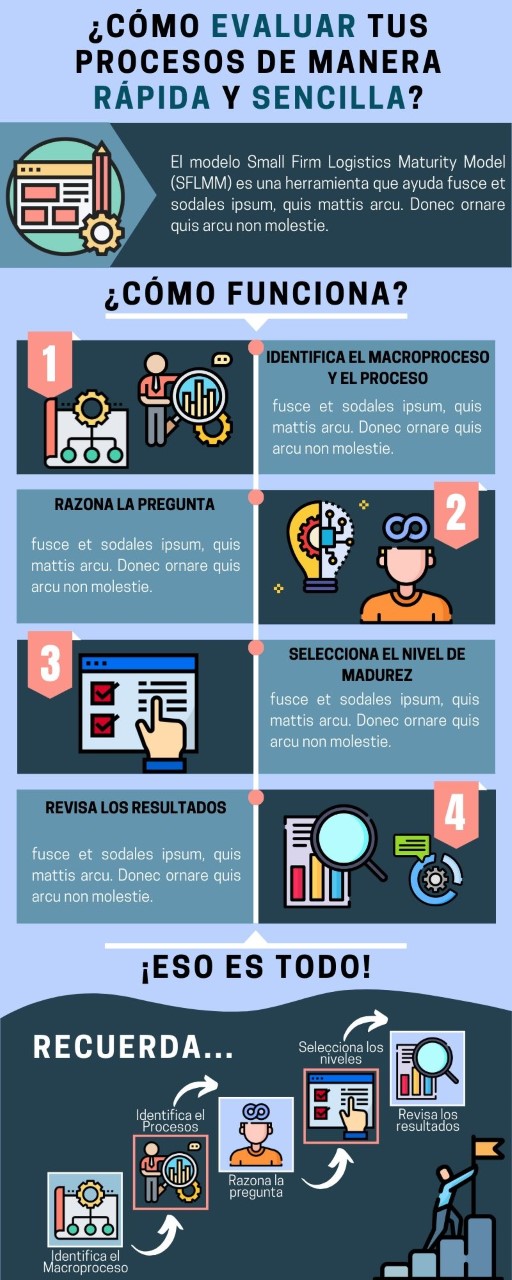 ¿CÓMO EVALUAR TUS
PROCESOS DE MANERA
RÁPIDA Y SENCILLA?
El modelo Small Firm Logistics Maturity Model
(SFLMM) es una herramienta que ayuda fusce et
sodales ipsum, quis mattis arcu. Donec ornare
quis arcu non molestie.
¿CÓMO FUNCIONA?
1
IDENTIFICA EL MACROPROCESO
Y EL PROCESO
fusce et sodales ipsum, quis
mattis arcu. Donec ornare quis
arcu non molestie.
RAZONA LA PREGUNTA
fusce et sodales ipsum, quis
mattis arcu. Donec ornare quis
arcu non molestie.
2
3
SELECCIONA EL NIVEL DE
MADUREZ
fusce et sodales ipsum, quis
mattis arcu. Donec ornare quis
arcu non molestie.
REVISA LOS RESULTADOS
fusce et sodales ipsum, quis
mattis arcu. Donec ornare quis
arcu non molestie.
4
¡ESO ES TODO!
RECUERDA...
Identifica el
Macroproceso
Identifica el
Procesos
Razona la
pregunta
Selecciona los
niveles
Revisa los
resultados